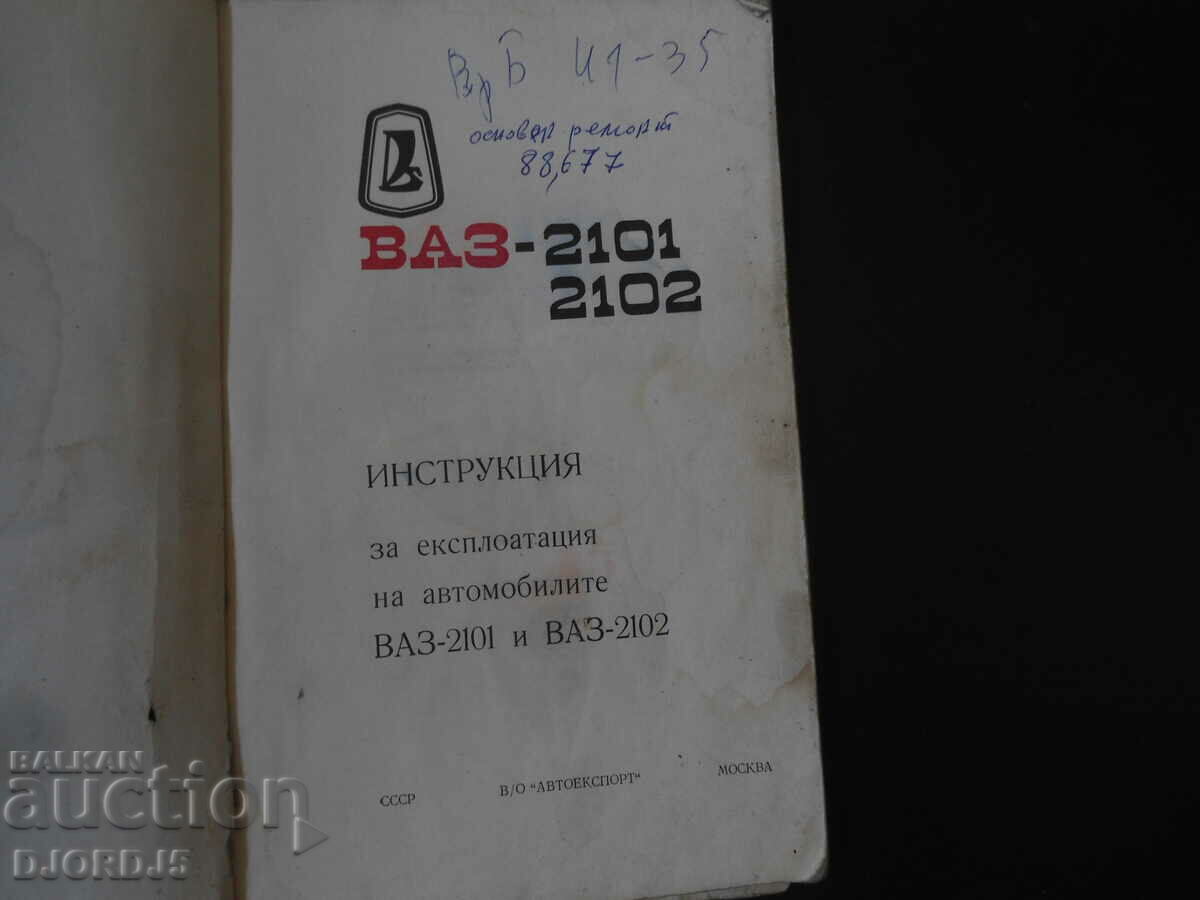 Б И1-35
основен ремонт
88,677
ВАЗ-2101
2102
ИНСТРУКЦИЯ
за експлоатация
на автомобилите
ВАЗ-2101 и ВАЗ-2102
СССР В/О "АВТОЕКСПОРТ" МОСКВА
BALKAN
auction
DJORDJ5